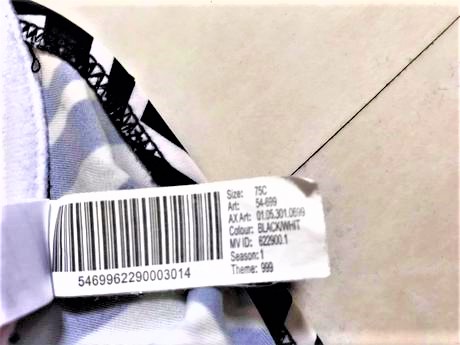 5469962290003014
Size: 75C
Art: 54-699
AX Art: 01.05.301.0699
Colour: BLACK/WHIT
MV ID: 622900.1
Season: 1
Theme: 999